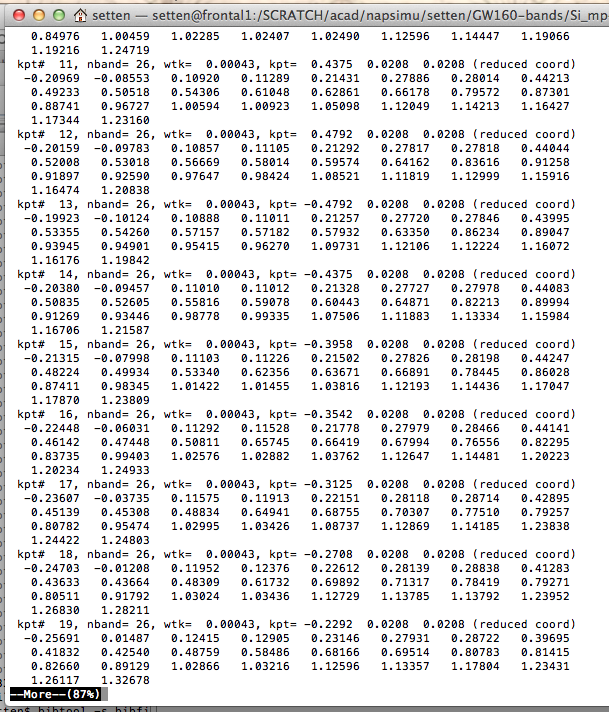 setten — setten@frontal1:/SCRATCH/acad/napsimu/setten/GW160-bands/Si_mp
0.84976 1.00459 1.02285 1.02407 1.02490 1.12596 1.14447 1.19066
1.19216 1.24719
kpt# 11, nband= 26, wtk= 0.00043, kpt= 0.4375 0.0208 0.0208 (reduced coord)
-0.20969 -0.08553 0.10920 0.11289 0.21431 0.27886 0.28014 0.44213
0.49233 0.50518 0.54306 0.61048 0.62861 0.66178 0.79572 0.87301
0.88741 0.96727 1.00594 1.00923 1.05098 1.12049 1.14213 1.16427
1.17344 1.23160
kpt# 12, nband= 26, wtk= 0.00043, kpt= 0.4792 0.0208 0.0208 (reduced coord)
-0.20159 -0.09783 0.10857 0.11105 0.21292 0.27817 0.27818 0.44044
0.52008 0.53018 0.56669 0.58014 0.59574 0.64162 0.83616 0.91258
0.91897 0.92590 0.97647 0.98424 1.08521 1.11819 1.12999 1.15916
1.16474 1.20838
kpt# 13, nband= 26, wtk= 0.00043, kpt= -0.4792 0.0208 0.0208 (reduced coord)
-0.19923 -0.10124 0.10888 0.11011 0.21257 0.27720 0.27846 0.43995
0.53355 0.54260 0.57157 0.57182 0.57932 0.63350 0.86234 0.89047
0.93945 0.94901 0.95415 0.96270 1.09731 1.12106 1.12224 1.16072
1.16176 1.19842
kpt# 14, nband= 26, wtk= 0.00043, kpt= -0.4375 0.0208 0.0208 (reduced coord)
-0.20380 -0.09457 0.11010 0.11012 0.21328 0.27727 0.27978 0.44083
0.50835 0.52605 0.55816 0.59078 0.60443 0.64871 0.82213 0.89994
0.91269 0.93446 0.98778 0.99335 1.07506 1.11883 1.13334 1.15984
1.16706 1.21587
kpt# 15, nband= 26, wtk= 0.00043, kpt= -0.3958 0.0208 0.0208 (reduced coord)
-0.21315 -0.07998 0.11103 0.11226 0.21502 0.27826 0.28198 0.44247
0.48224 0.49934 0.53340 0.62356 0.63671 0.66891 0.78445 0.86028
0.87411 0.98345 1.01422 1.01455 1.03816 1.12193 1.14436 1.17047
1.17870 1.23809
kpt# 16, nband= 26, wtk= 0.00043, kpt= -0.3542 0.0208 0.0208 (reduced coord)
-0.22448 -0.06031 0.11292 0.11528 0.21778 0.27979 0.28466 0.44141
0.46142 0.47448 0.50811 0.65745 0.66419 0.67994 0.76556 0.82295
0.83735 0.99403 1.02576 1.02882 1.03762 1.12647 1.14481 1.20223
1.20234 1.24933
kpt# 17, nband= 26, wtk= 0.00043, kpt= -0.3125 0.0208 0.0208 (reduced coord)
-0.23607 -0.03735 0.11575 0.11913 0.22151 0.28118 0.28714 0.42895
0.45139 0.45308 0.48834 0.64941 0.68755 0.70307 0.77510 0.79257
0.80782 0.95474 1.02995 1.03426 1.08737 1.12869 1.14185 1.23838
1.24422 1.24803
kpt# 18, nband= 26, wtk= 0.00043, kpt= -0.2708 0.0208 0.0208 (reduced coord)
-0.24703 -0.01208 0.11952 0.12376 0.22612 0.28139 0.28838 0.41283
0.43633 0.43664 0.48309 0.61732 0.69892 0.71317 0.78419 0.79271
0.80511 0.91792 1.03024 1.03436 1.12729 1.13785 1.13792 1.23952
1.26830 1.28211
kpt# 19, nband= 26, wtk= 0.00043, kpt= -0.2292 0.0208 0.0208 (reduced coord)
-0.25691 0.01487 0.12415 0.12905 0.23146 0.27931 0.28722 0.39695
0.41832 0.42540 0.48759 0.58486 0.68166 0.69514 0.80783 0.81415
0.82660 0.89129 1.02866 1.03216 1.12596 1.13357 1.17804 1.23431
1.26117 1.32678
--More--(87%)